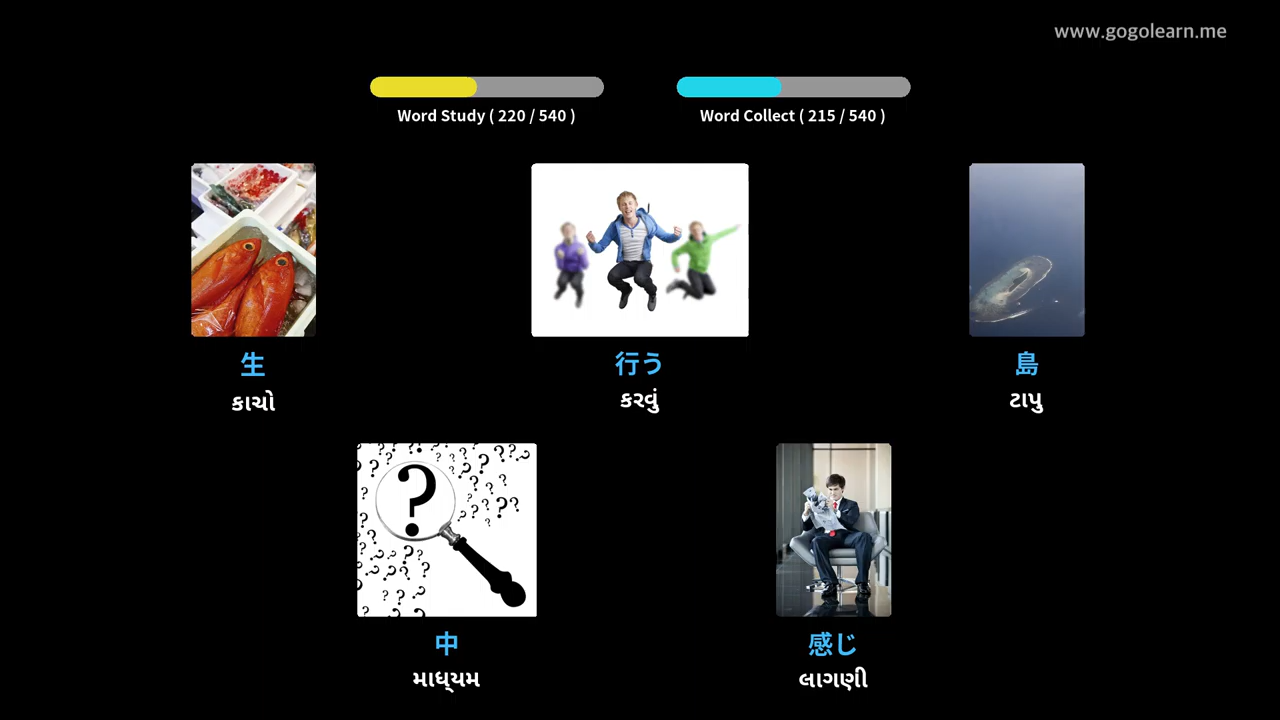 www.gogolearn.me
Word Study ( 220 / 540 )
Word Collect ( 215 / 540 )
生
કાચો
行う
કરવું
島
ટાપુ
中
માધ્યમ
感じ
લાગણી